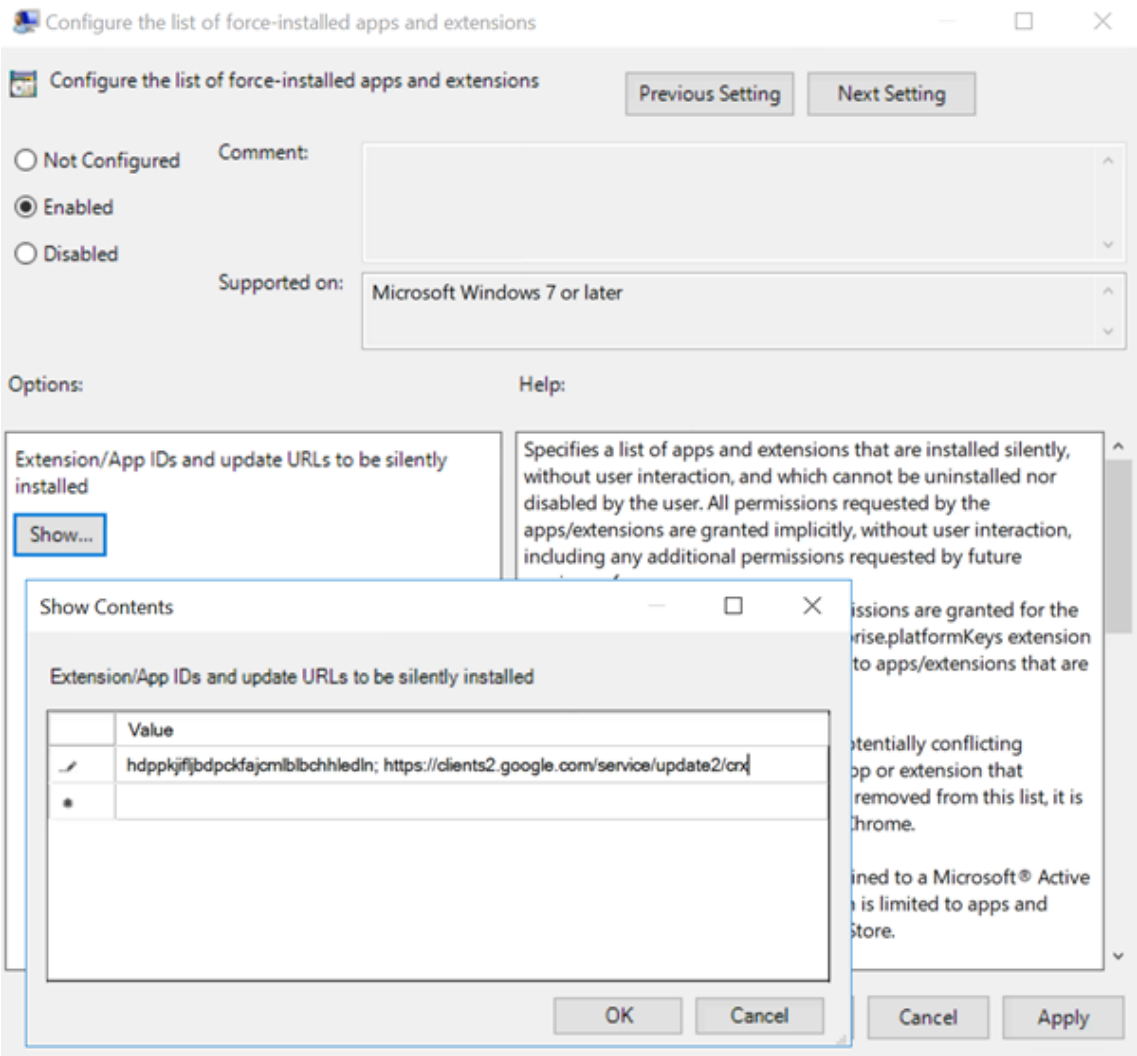 Configure the list of force-installed apps and extensions
Configure the list of force-installed apps and extensions
Previous Setting
Next Setting
Not Configured
Comment:
Enabled
Disabled
Supported on:
Microsoft Windows 7 or later
Options:
Help:
Extension/App IDs and update URLs to be silently
installed
Show...
Specifies a list of apps and extensions that are installed silently,
without user interaction, and which cannot be uninstalled nor
disabled by the user. All permissions requested by the
apps/extensions are granted implicitly, without user interaction,
including any additional permissions requested by future
issions are granted for the
rise.platformKeys extension
to apps/extensions that are
otentially conflicting
pp or extension that
removed from this list, it is
Chrome.
ined to a Microsoft® Active
is limited to apps and
Store.
Show Contents
Extension/App IDs and update URLs to be silently installed
Value
hdppkjifljbdpckfajcmlblbchhledln; https://clients2.google.com/service/update2/crx
OK
Cancel
Cancel
Apply